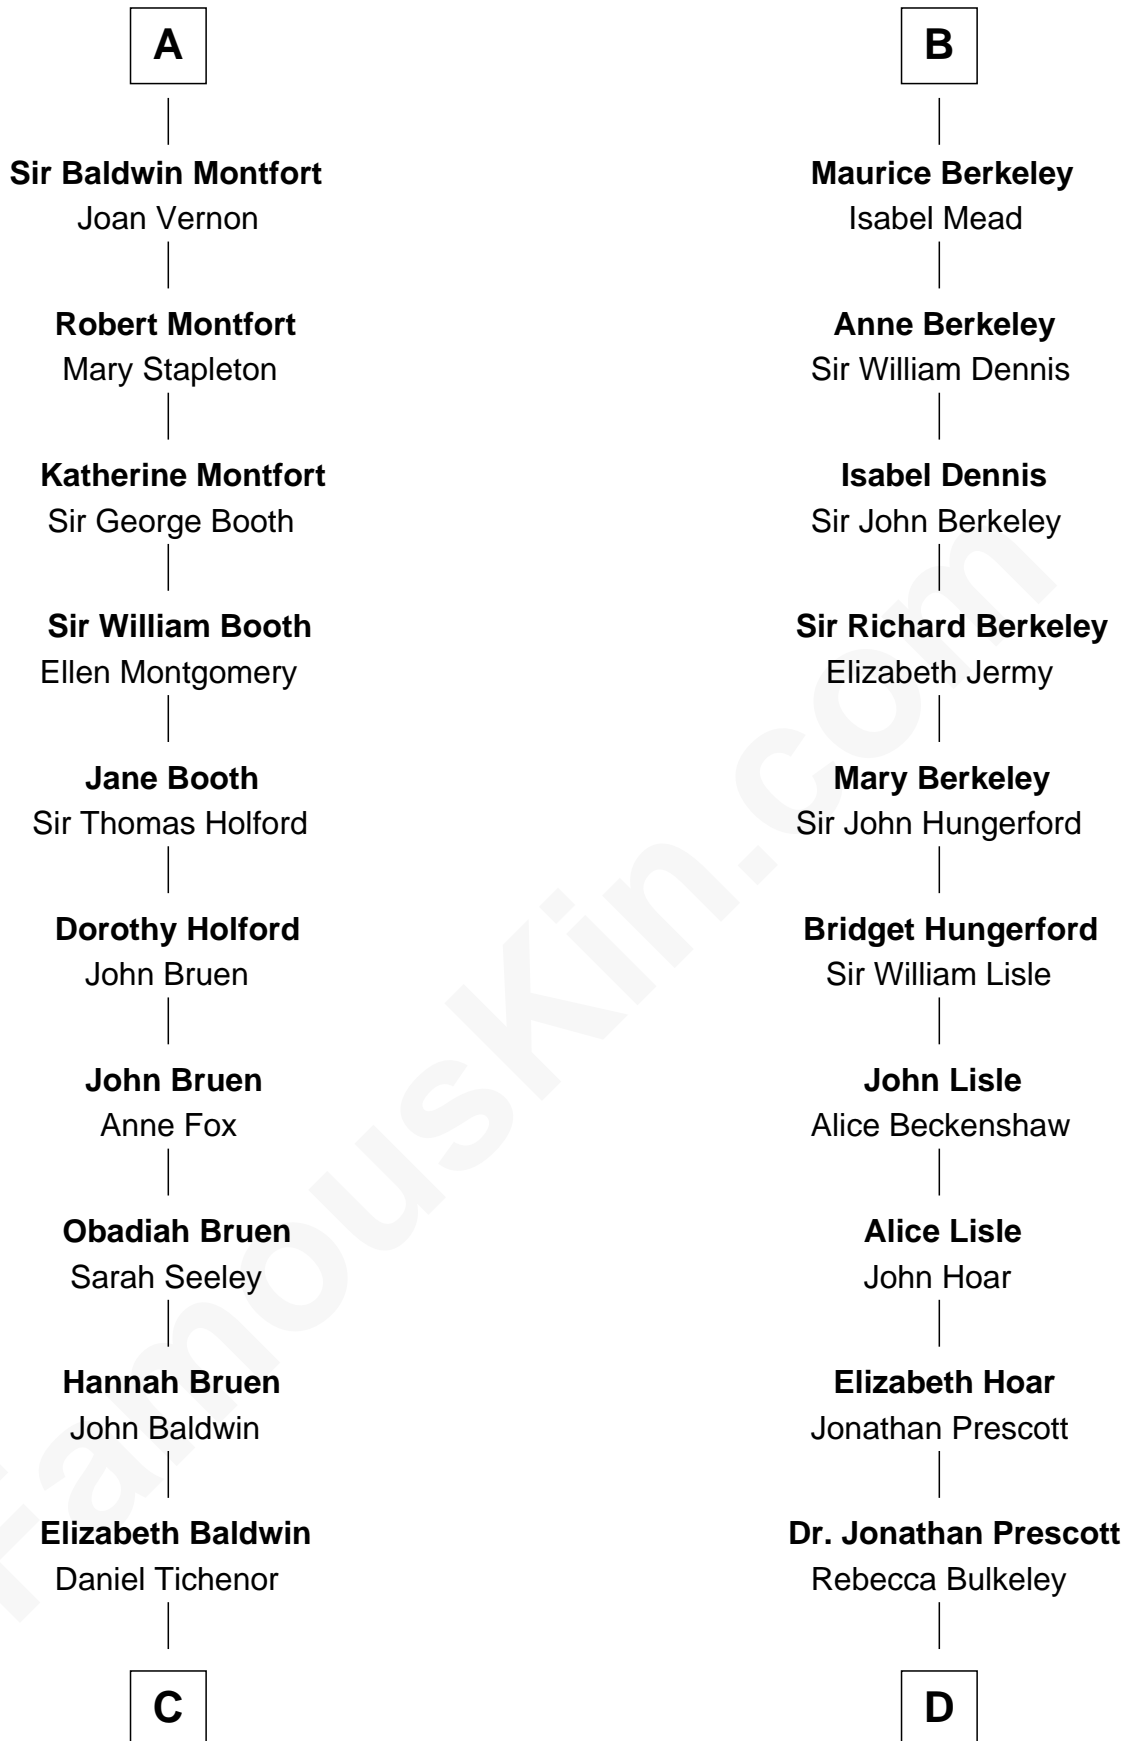 A
Sir Baldwin Montfort
Joan Vernon
Robert Montfort
Mary Stapleton
Katherine Montfort
Sir George Booth
Sir William Booth
Ellen Montgomery
Jane Booth
Sir Thomas Holford
Dorothy Holford
John Bruen
John Bruen
Anne Fox
Obadiah Bruen
Sarah Seeley
Hannah Bruen
John Baldwin
Elizabeth Baldwin
Daniel Tichenor
C
B
Maurice Berkeley
Isabel Mead
Anne Berkeley
Sir William Dennis
Isabel Dennis
Sir John Berkeley
Sir Richard Berkeley
Elizabeth Jermy
Mary Berkeley
Sir John Hungerford
Bridget Hungerford
Sir William Lisle
John Lisle
Alice Beckenshaw
Alice Lisle
John Hoar
Elizabeth Hoar
Jonathan Prescott
Dr. Jonathan Prescott
Rebecca Bulkeley
D
FamousKin.com